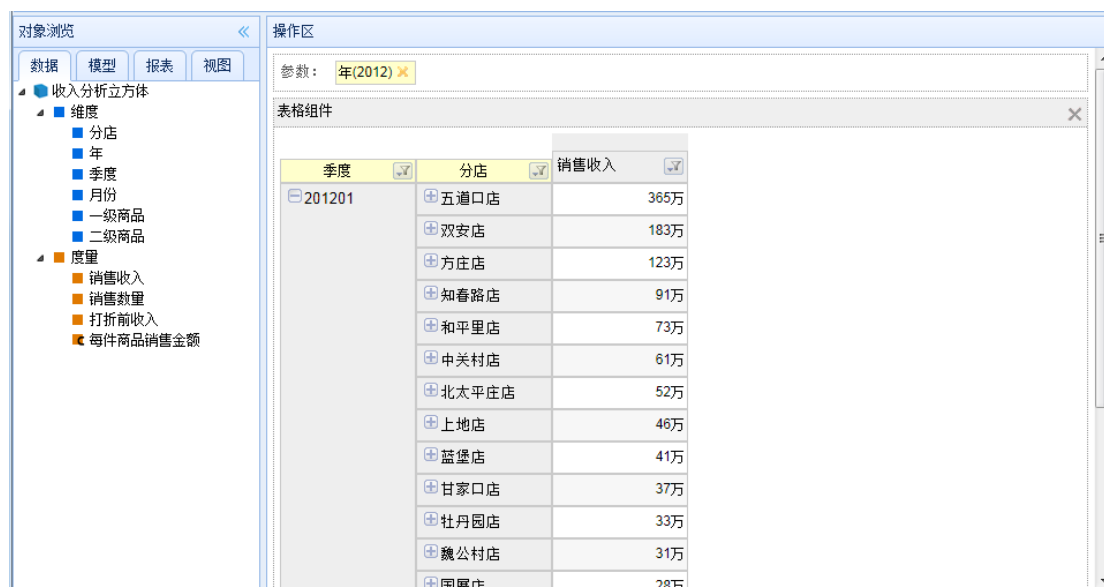 对象浏览
数据 模型 报表 视图
收入分析立方体
维度
分店
年
季度
月份
一级商品
二级商品
度量
销售收入
销售数量
打折前收入
每件商品销售金额
操作区
参数： 年(2012)
表格组件
季度 分店 销售收入
201201 五道口店 365万
双安店 183万
方庄店 123万
知春路店 91万
和平里店 73万
中关村店 61万
北太平庄店 52万
上地店 46万
蓝堡店 41万
甘家口店 37万
牡丹园店 33万
魏公村店 31万
国展店 28万